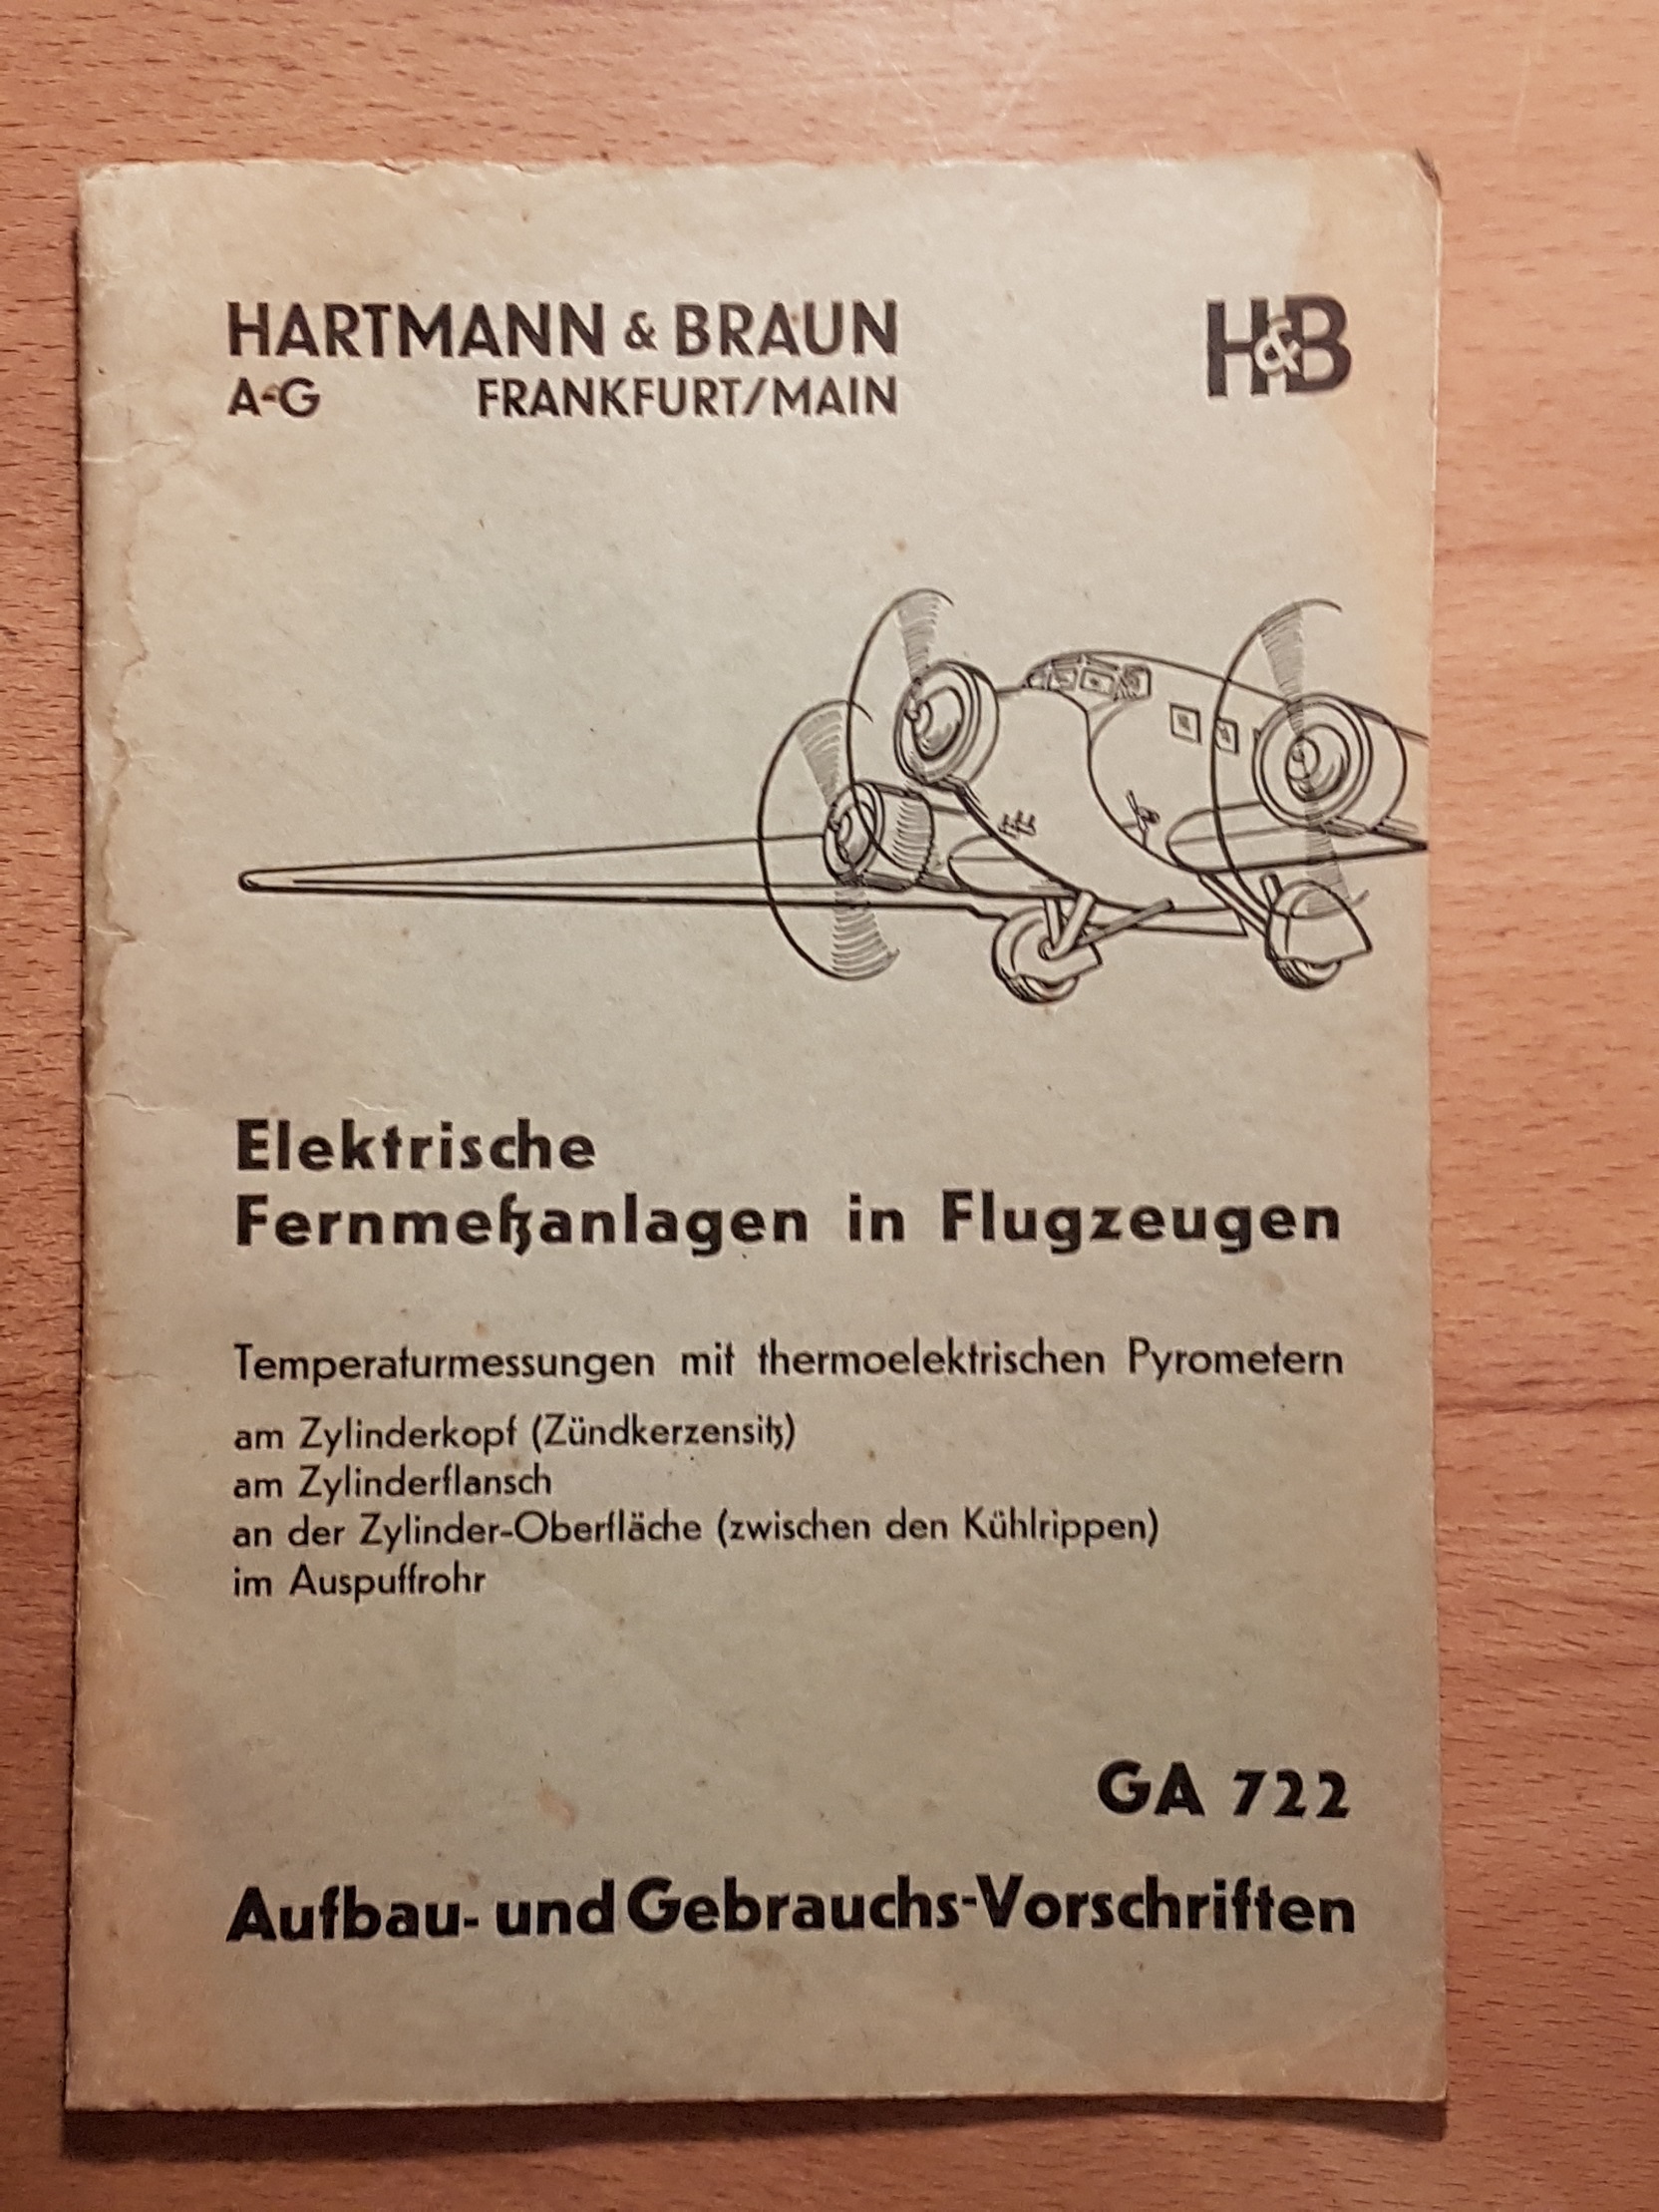 HARTMANN & BRAUN
A-G FRANKFURT/MAIN
H&B
Elektrische
Fernmeßanlagen in Flugzeugen
Temperaturmessungen mit thermoelektrischen Pyrometern
am Zylinderkopf (Zündkerzensitz)
am Zylinderflansch
an der Zylinder-Oberfläche (zwischen den Kühlrippen)
im Auspuffrohr
GA 722
Aufbau- und Gebrauchs-Vorschriften